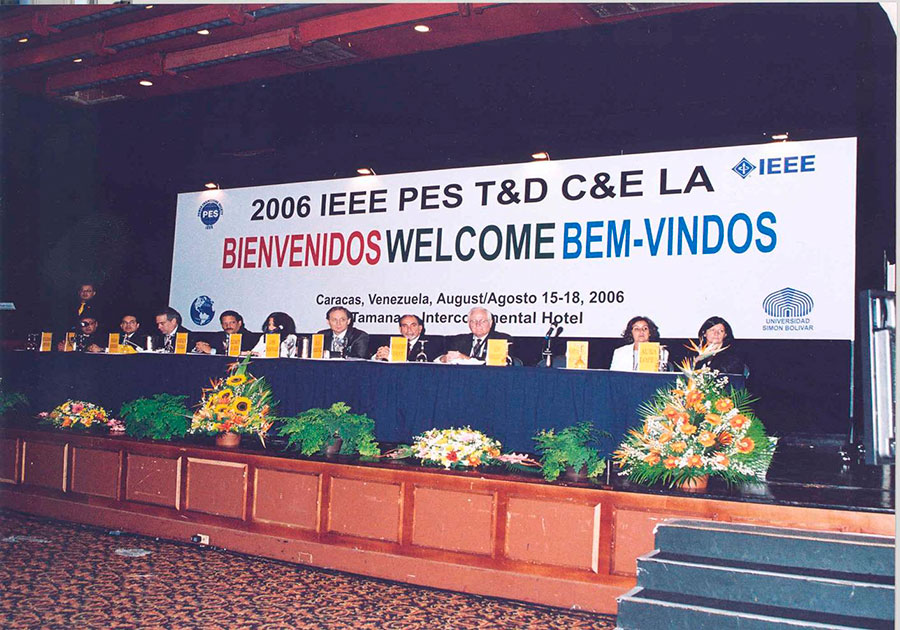 2006 IEEE PES T&D C&E LA
IEEE
PES
IEEE
BIENVENIDOS WELCOME BEM-VINDOS
Caracas, Venezuela, August/Agosto 15-18, 2006
Tamanaco Intercontinental Hotel
UNIVERSIDAD
SIMON BOLIVAR